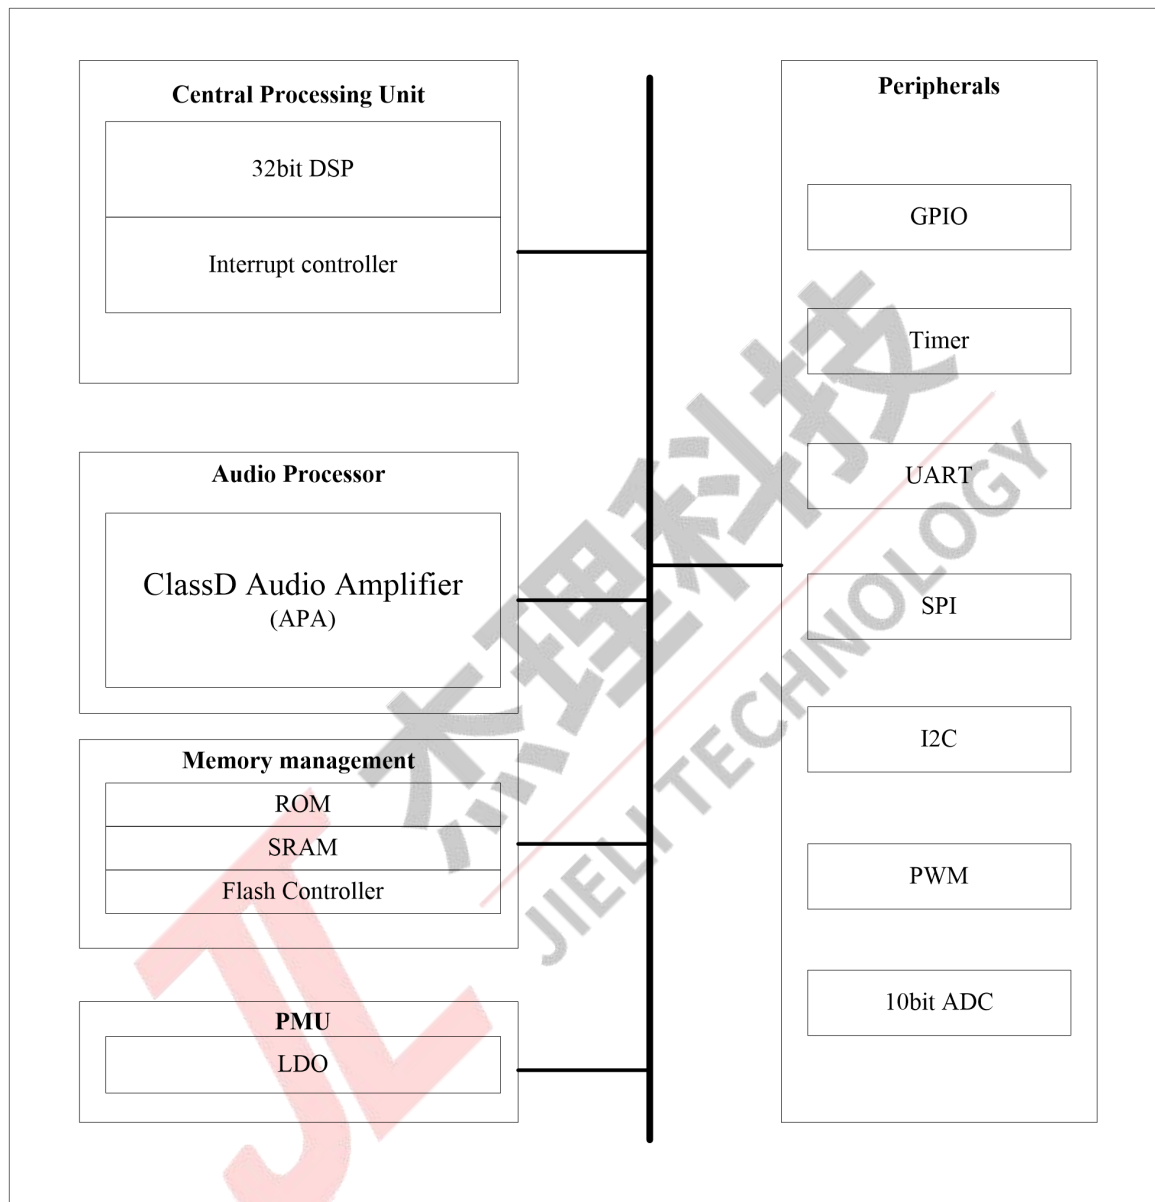 Central Processing Unit
32bit DSP
Interrupt controller
Audio Processor
ClassD Audio Amplifier
(APA)
Memory management
ROM
SRAM
Flash Controller
PMU
LDO
Peripherals
GPIO
Timer
UART
SPI
I2C
PWM
10bit ADC
JL
杰理科技
JIELI TECHNOLOGY